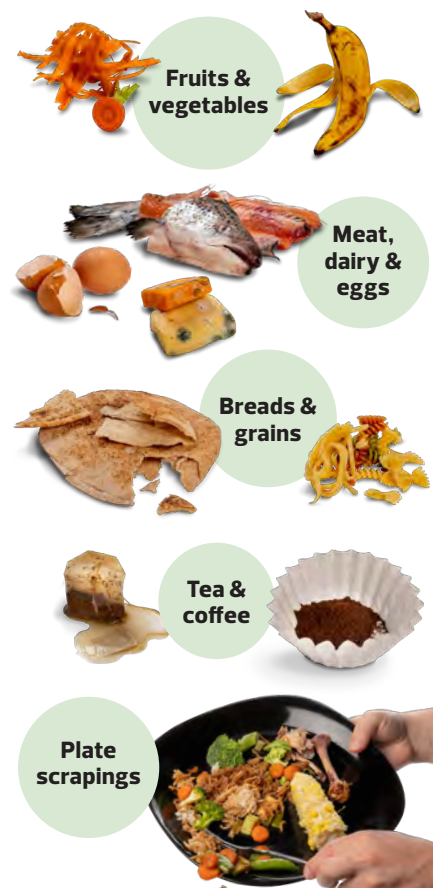 Fruits &
vegetables
Meat,
dairy &
eggs
Breads &
grains
Tea &
coffee
Plate
scrapings